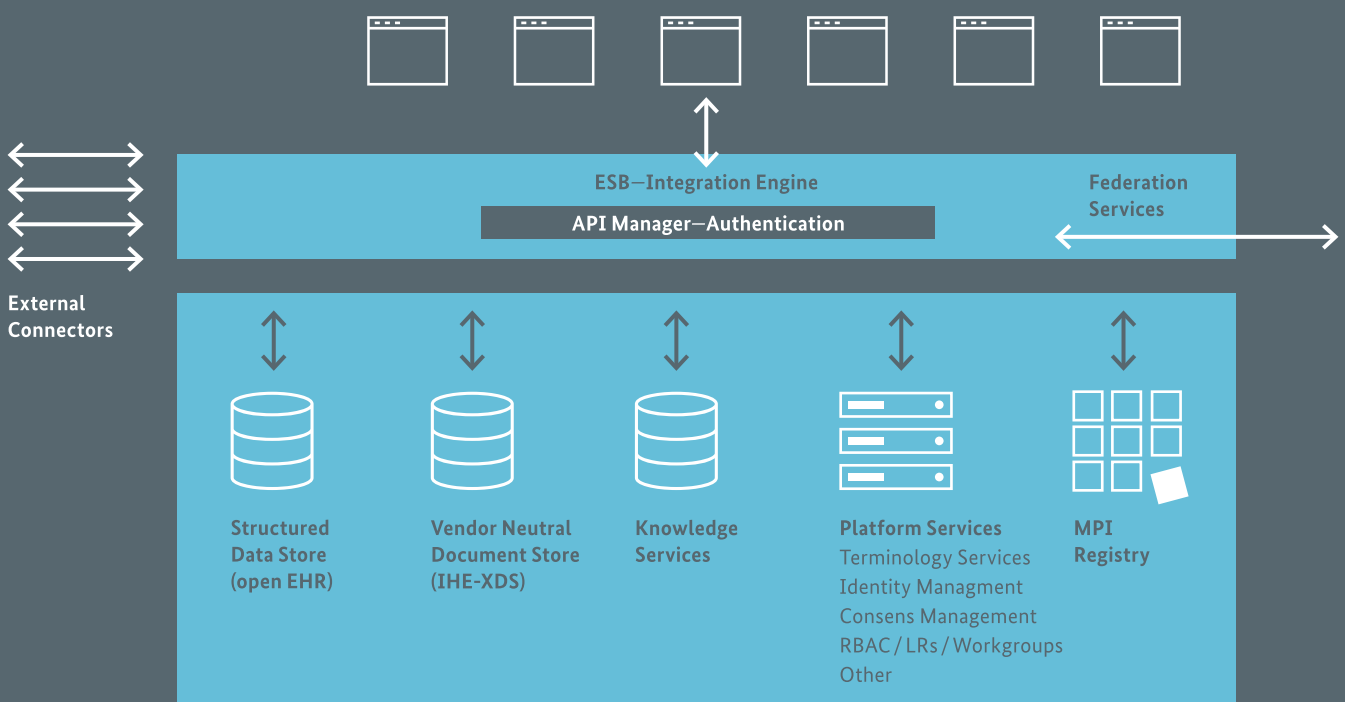 ESB–Integration Engine
API Manager–Authentication
Federation
Services
External
Connectors
Structured
Data Store
(open EHR)
Vendor Neutral
Document Store
(IHE-XDS)
Knowledge
Services
Platform Services
Terminology Services
Identity Managment
Consens Management
RBAC / LRs / Workgroups
Other
MPI
Registry